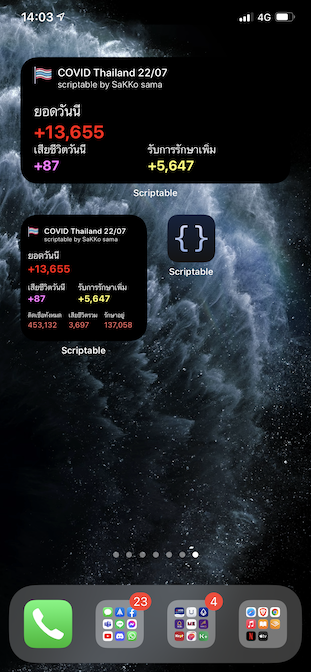 14:03
4G
COVID Thailand 22/07
scriptable by SaKKo sama
ยอดวันนี้
+13,655
เสียชีวิตวันนี้ รับการรักษาเพิ่ม
+87 +5,647
Scriptable
COVID Thailand 22/07
scriptable by SaKKo sama
ยอดวันนี้
+13,655
เสียชีวิตวันนี้ รับการรักษาเพิ่ม
+87 +5,647
ติดเชื้อทั้งหมด เสียชีวิตรวม รักษาอยู่
453,132 3,697 137,058
Scriptable
{ }
Scriptable
23
4